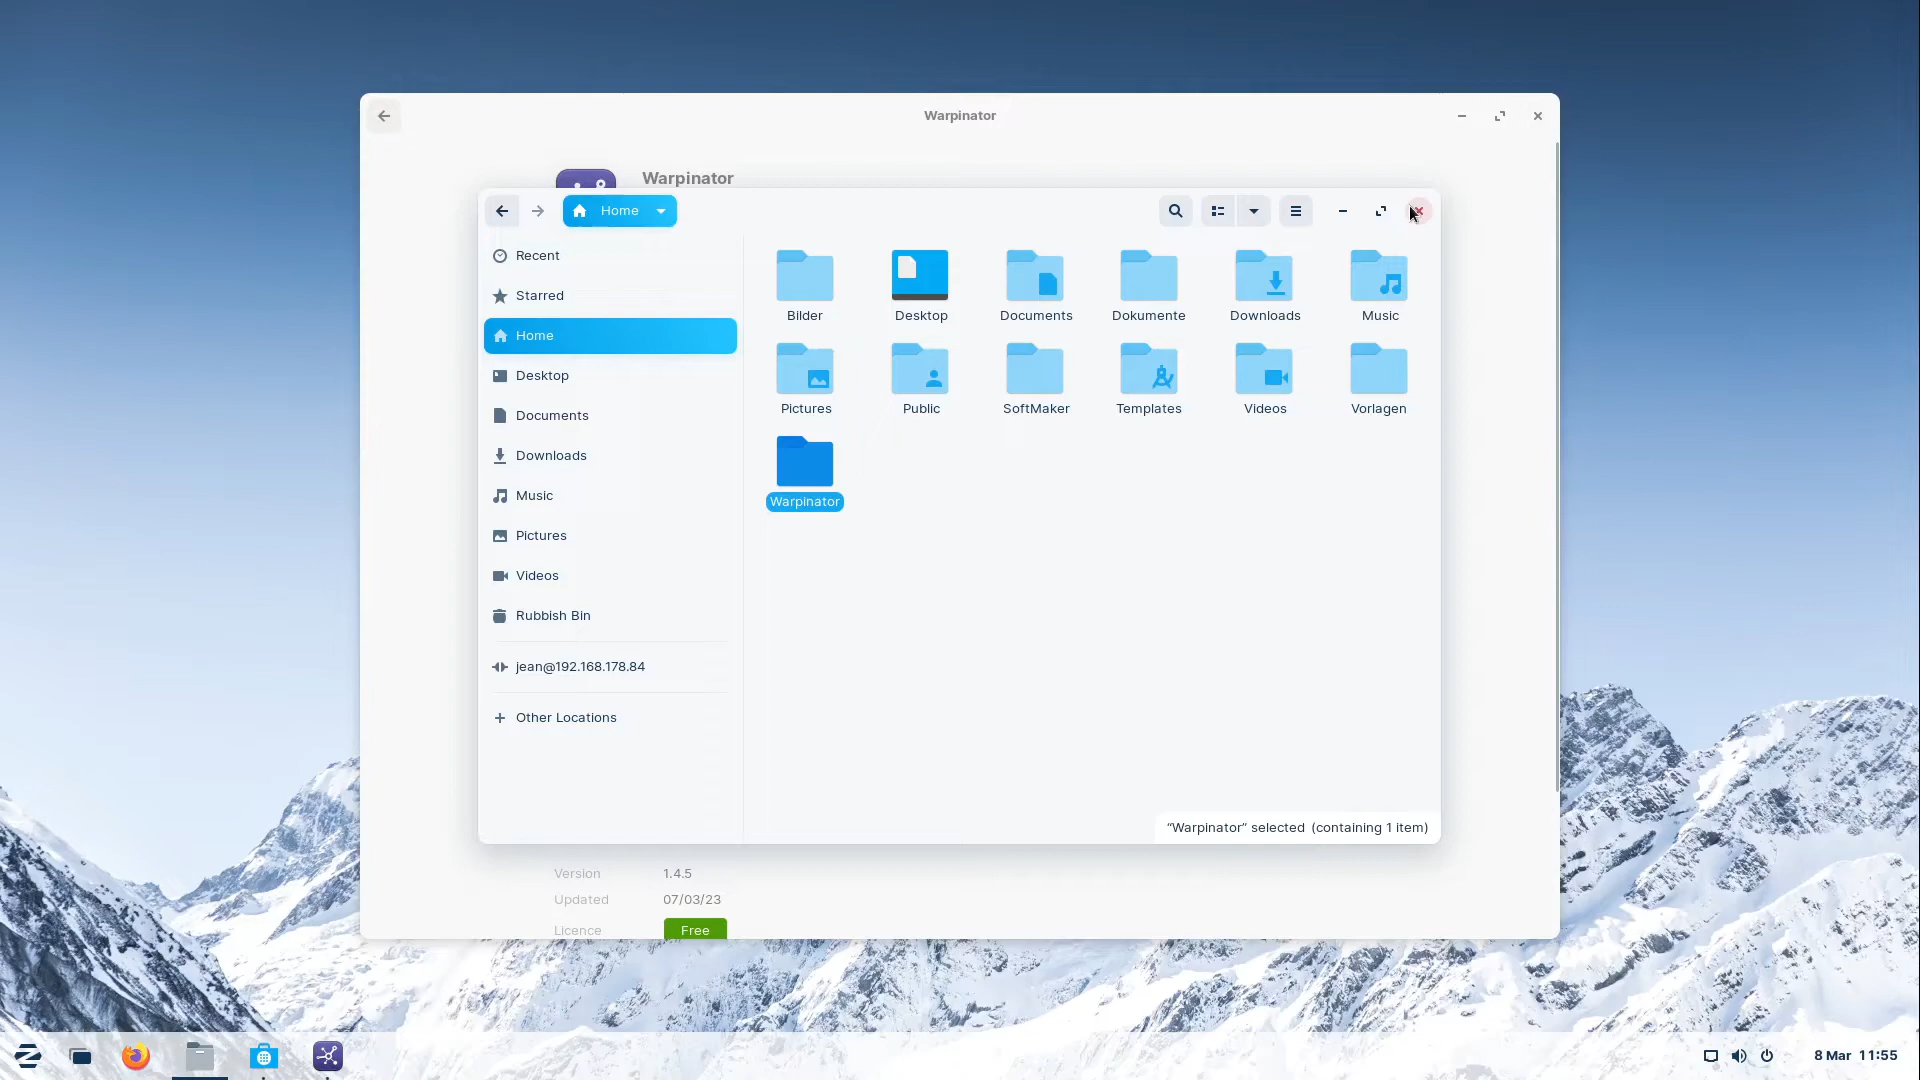 Warpinator
Warpinator
Home
Recent
Starred
Home
Desktop
Documents
Downloads
Music
Pictures
Videos
Rubbish Bin
jean@192.168.178.84
Other Locations
Bilder
Desktop
Documents
Dokumente
Downloads
Music
Pictures
Public
SoftMaker
Templates
Videos
Vorlagen
Warpinator
“Warpinator” selected (containing 1 item)
Version 1.4.5
Updated 07/03/23
Licence Free
8 Mar 11:55